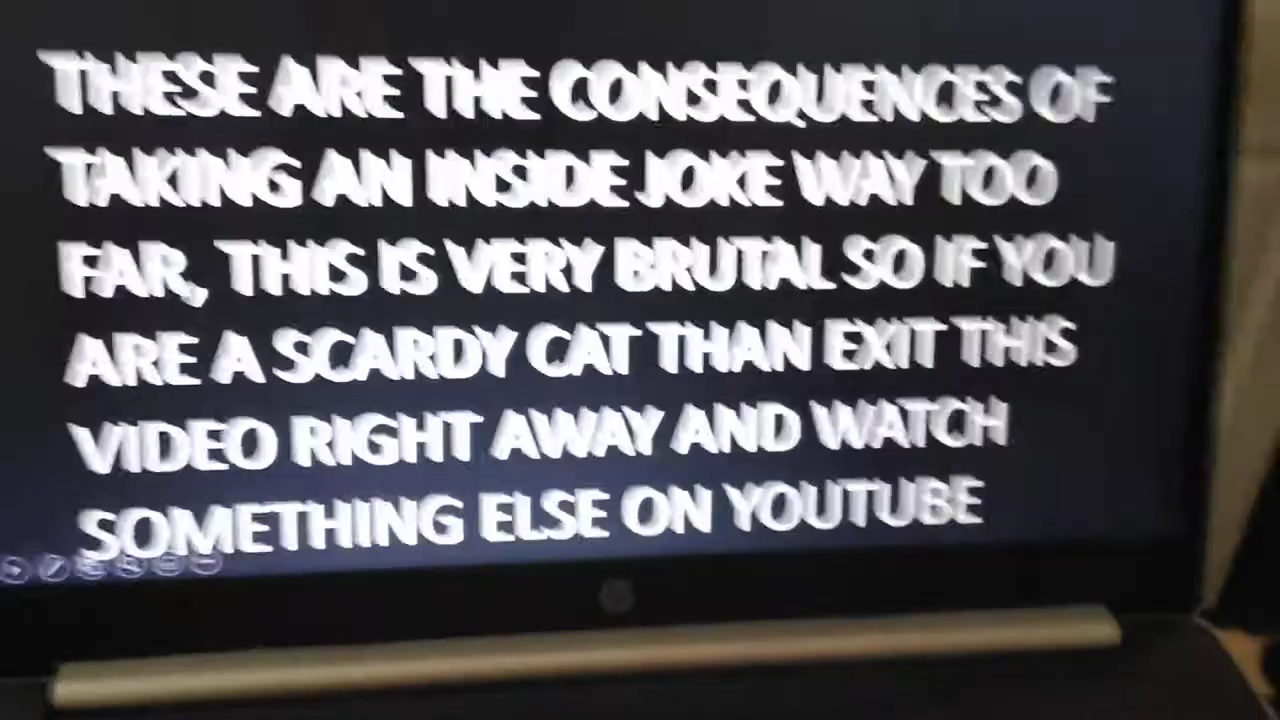 THESE ARE THE CONSEQUENCES OF
TAKING AN INSIDE JOKE WAY TOO
FAR, THIS IS VERY BRUTAL SO IF YOU
ARE A SCARDY CAT THAN EXIT THIS
VIDEO RIGHT AWAY AND WATCH
SOMETHING ELSE ON YOUTUBE
hp